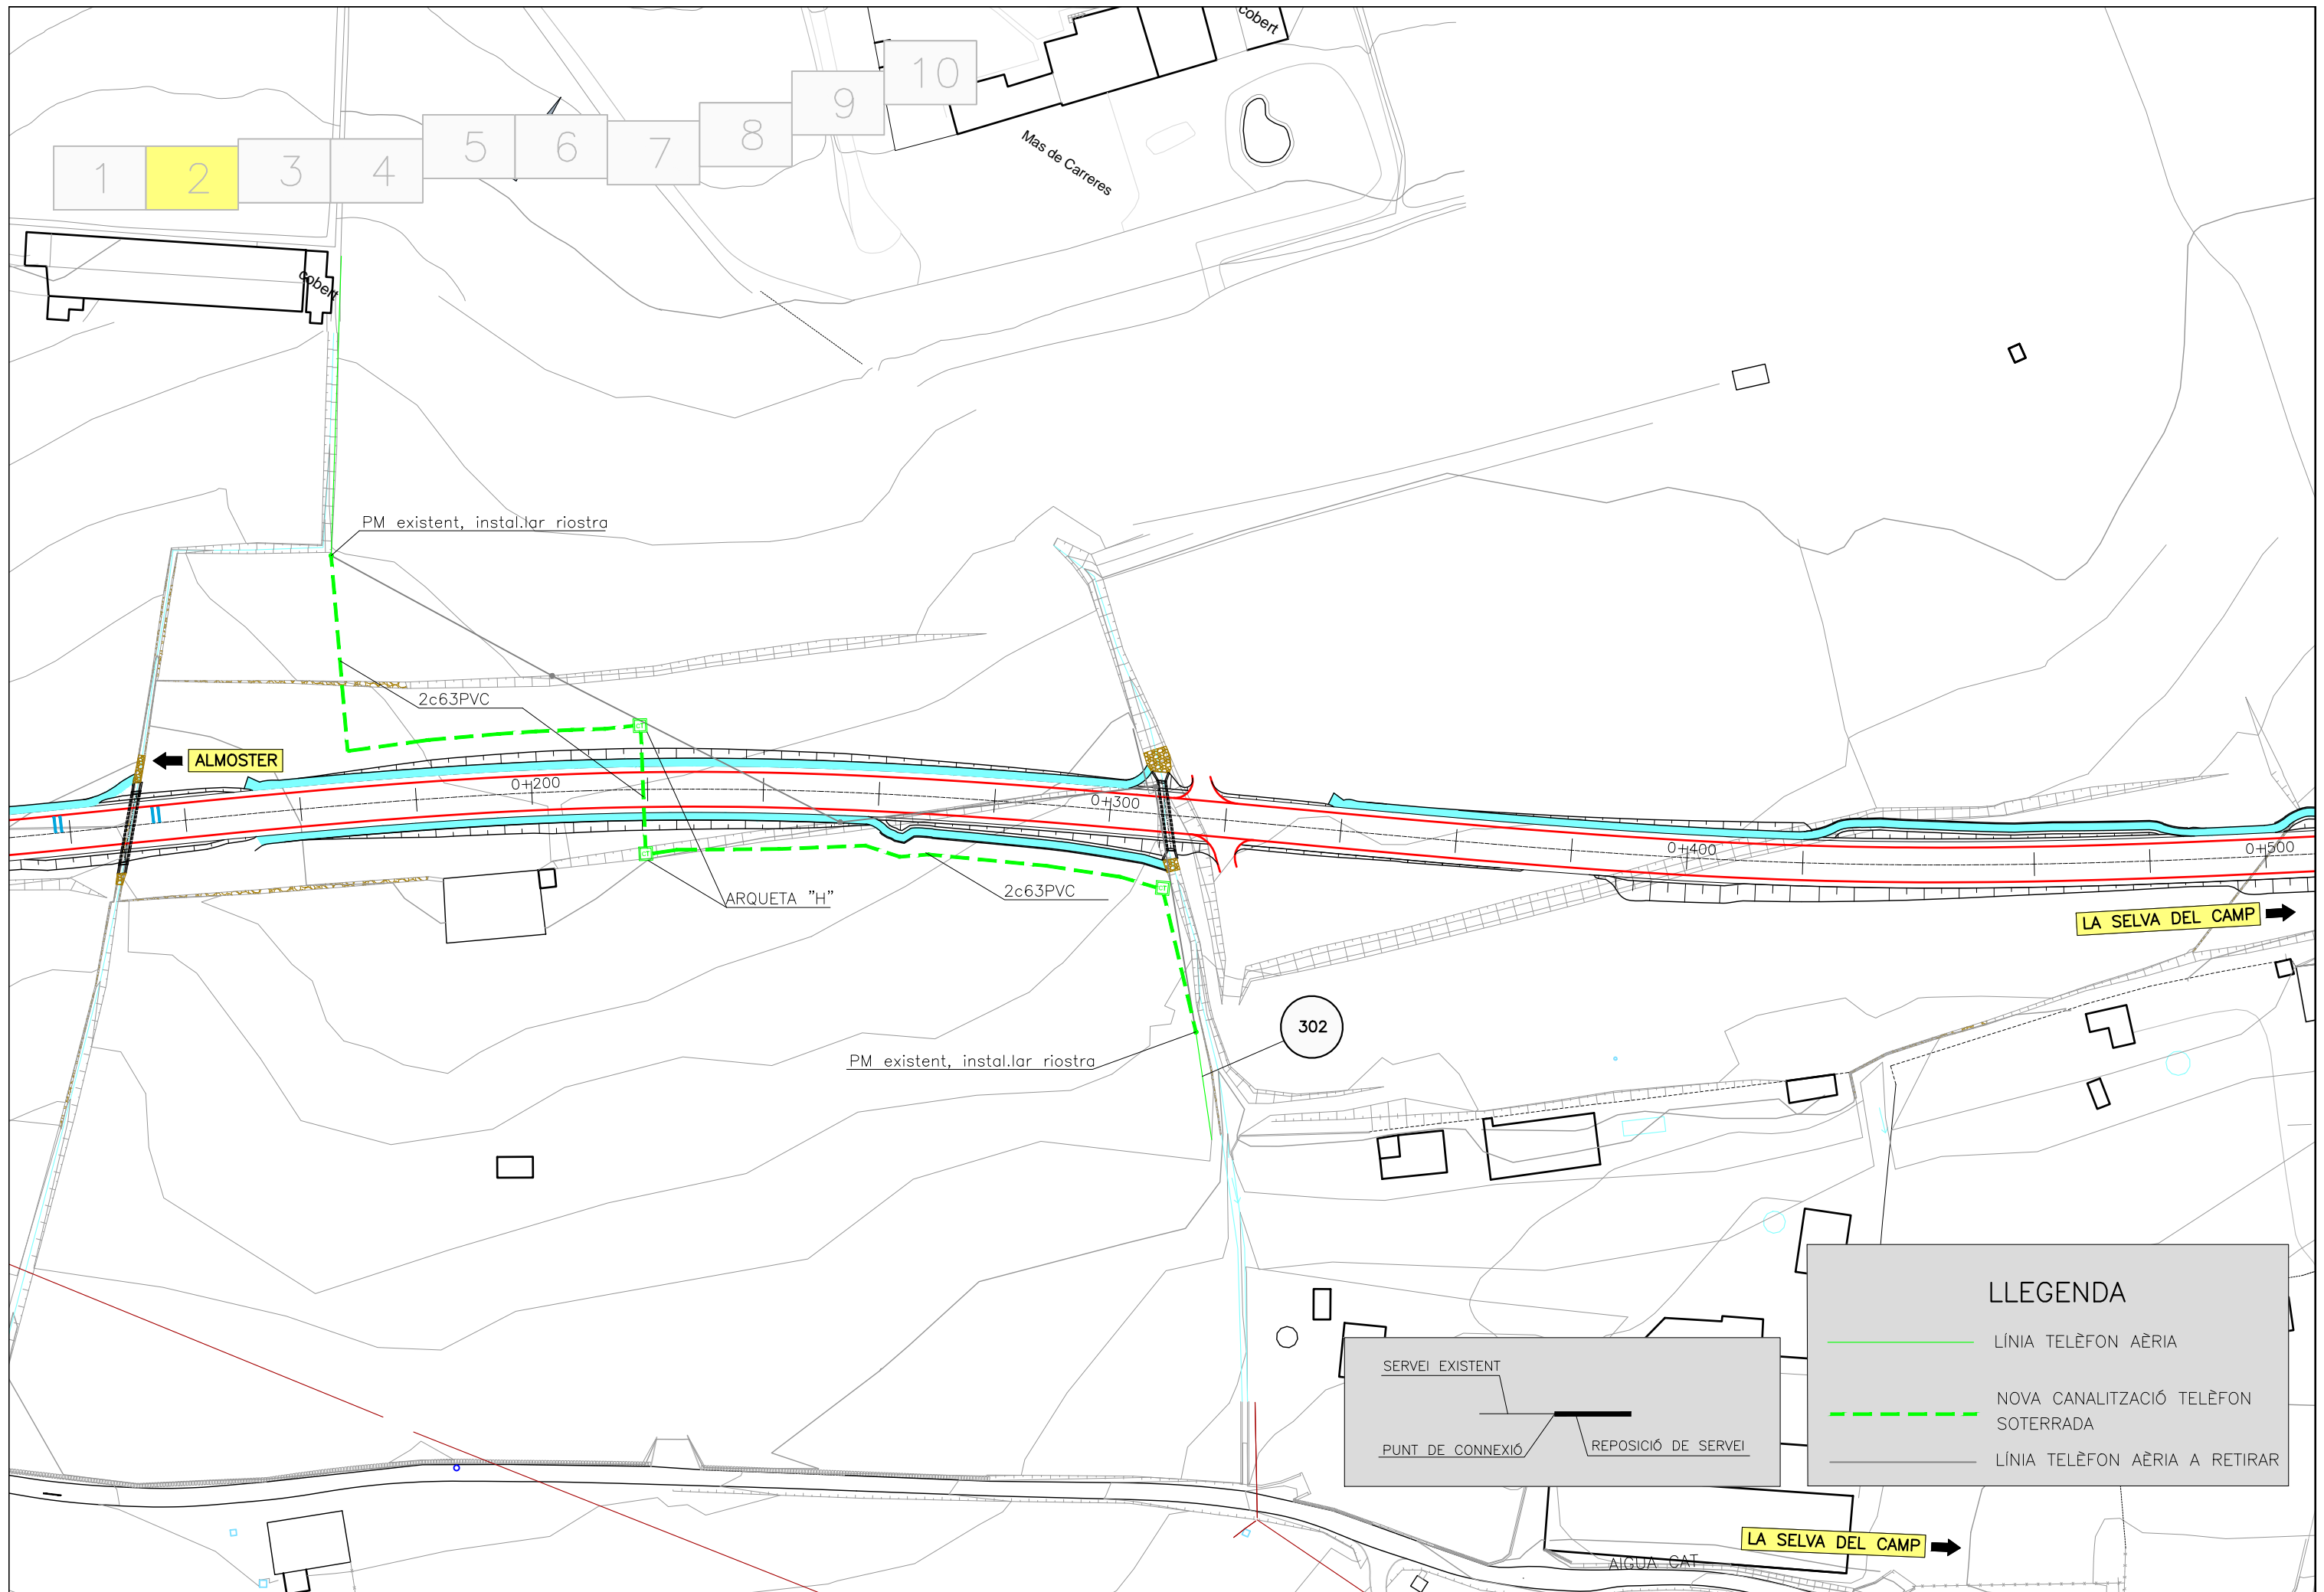 cobert
10
9
8
7
6
5
4
3
2
1
Mas de Carreres
cobert
PM existent, instal.lar riostra
2c63PVC
ALMOSTER
CT
0+200
0+300
0+400
0+500
CT
CT
ARQUETA "H"
2c63PVC
LA SELVA DEL CAMP
302
PM existent, instal.lar riostra
LLEGENDA
LÍNIA TELÈFON AÈRIA
NOVA CANALITZACIÓ TELÈFON
SOTERRADA
LÍNIA TELÈFON AÈRIA A RETIRAR
SERVEI EXISTENT
PUNT DE CONNEXIÓ
REPOSICIÓ DE SERVEI
LA SELVA DEL CAMP
AIGUA CAT